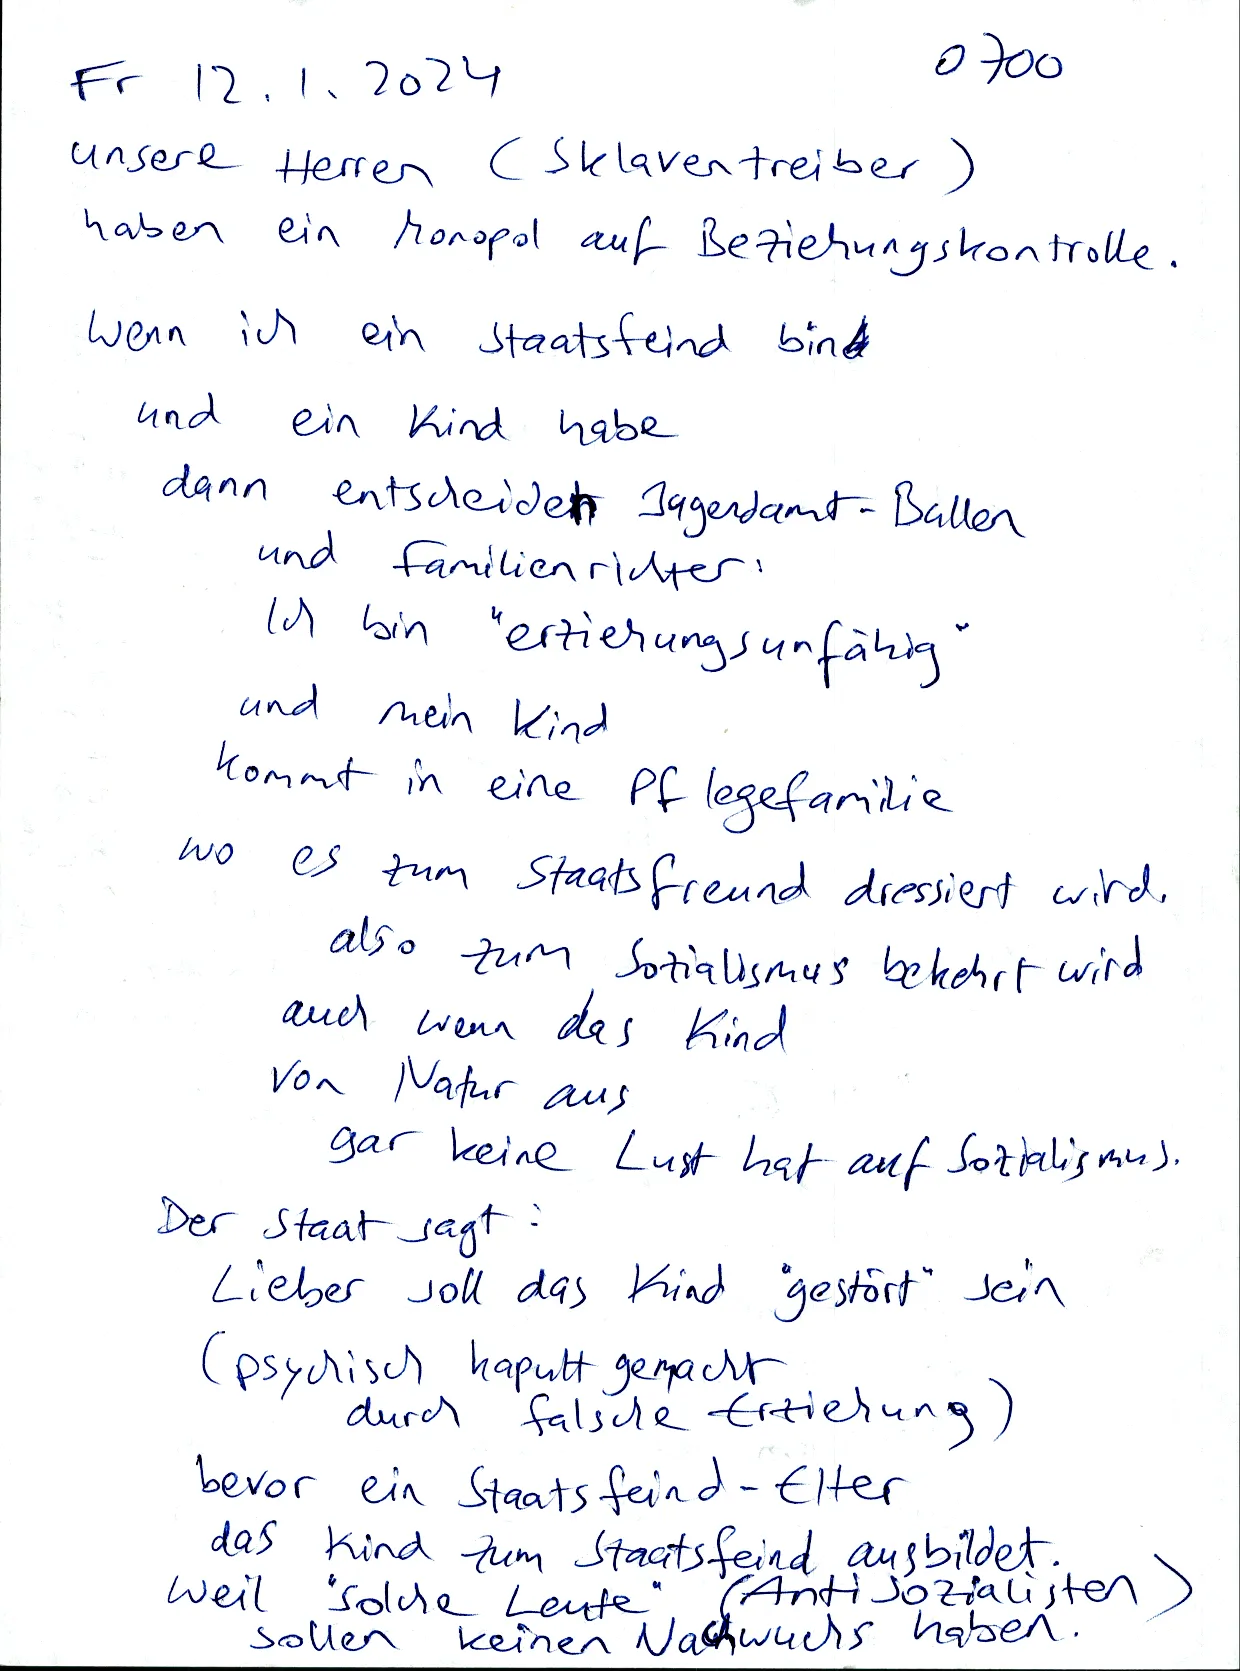 Fr 12.1.2024 0700
unsere Herren (Sklaventreiber)
haben ein Monopol auf Beziehungskontrolle.
Wenn ich ein Staatsfeind bin
und ein Kind habe
dann entscheiden Jugendamt-Bullen
und Familienrichter:
Ich bin "erziehungsunfähig"
und mein Kind
kommt in eine Pflegefamilie
wo es zum Staatsfreund dressiert wird.
also zum Sozialismus bekehrt wird
auch wenn das Kind
von Natur aus
gar keine Lust hat auf Sozialismus.
Der Staat sagt:
Lieber soll das Kind "gestört" sein
(psychisch kaputt gemacht
durch falsche Erziehung)
bevor ein Staatsfeind-Elter
das Kind zum Staatsfeind ausbildet.
weil "solche Leute" (Antisozialisten)
sollen keinen Nachwuchs haben.